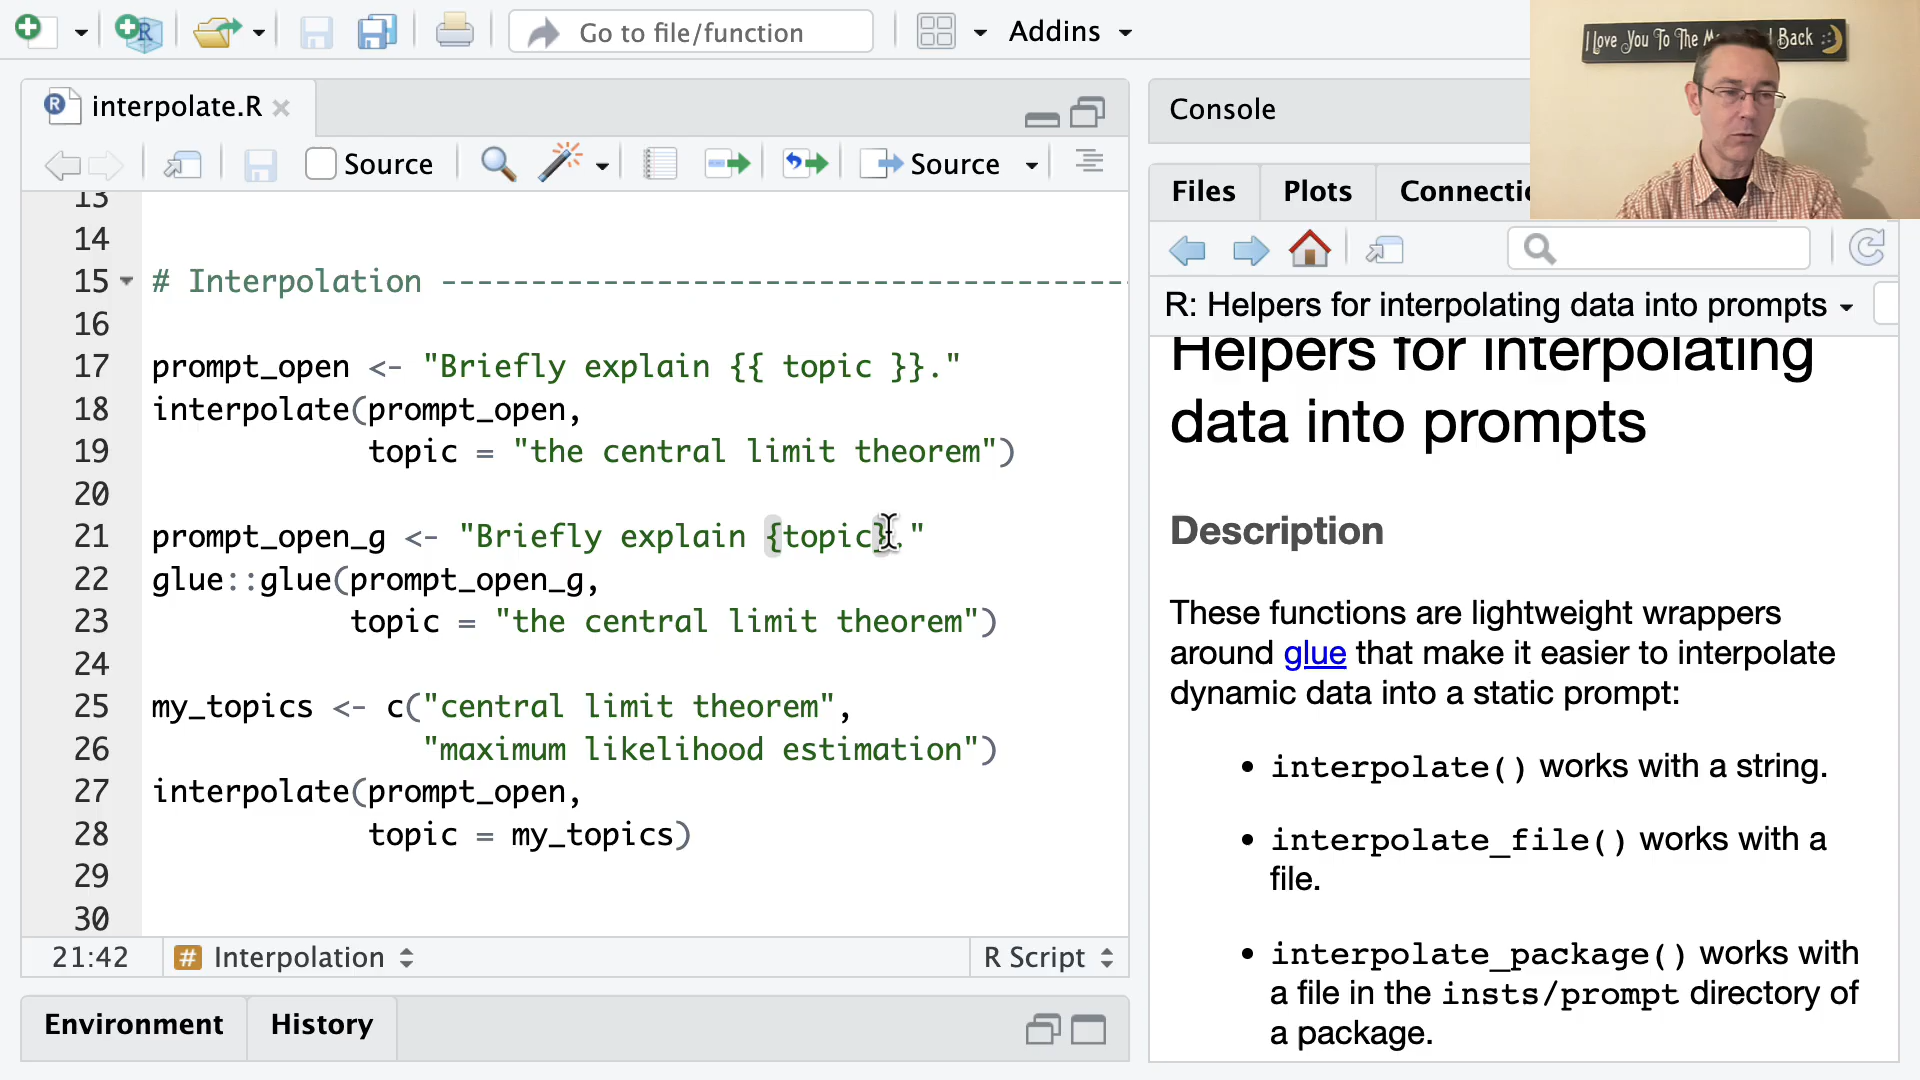 Go to file/function
Addins
I Love You To The M d Back
interpolate.R
Console
Source
Source
Files
Plots
Connectio
13
14
15 # Interpolation --------------------------------------
16
17 prompt_open <- "Briefly explain {{ topic }}."
18 interpolate(prompt_open,
19 topic = "the central limit theorem")
20
21 prompt_open_g <- "Briefly explain {topic}."
22 glue::glue(prompt_open_g,
23 topic = "the central limit theorem")
24
25 my_topics <- c("central limit theorem",
26 "maximum likelihood estimation")
27 interpolate(prompt_open,
28 topic = my_topics)
29
30
21:42
# Interpolation
R Script
Environment
History
R: Helpers for interpolating data into prompts
Helpers for interpolating
data into prompts
Description
These functions are lightweight wrappers
around glue that make it easier to interpolate
dynamic data into a static prompt:
• interpolate() works with a string.
• interpolate_file() works with a
file.
• interpolate_package() works with
a file in the insts/prompt directory of
a package.